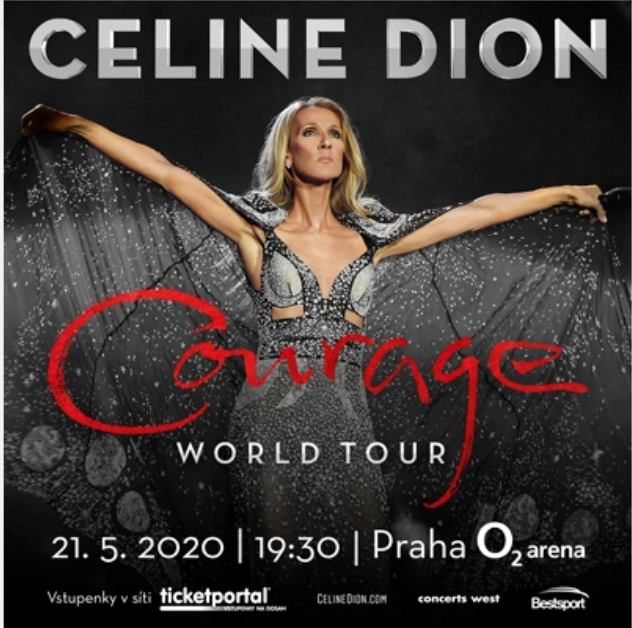 CELINE DION
Courage
WORLD TOUR
21. 5. 2020 | 19:30 | Praha O2 arena
Vstupenky v síti ticketportal CELINEDION.COM concerts west Bestsport
VSTUPENKY NA DOSAH